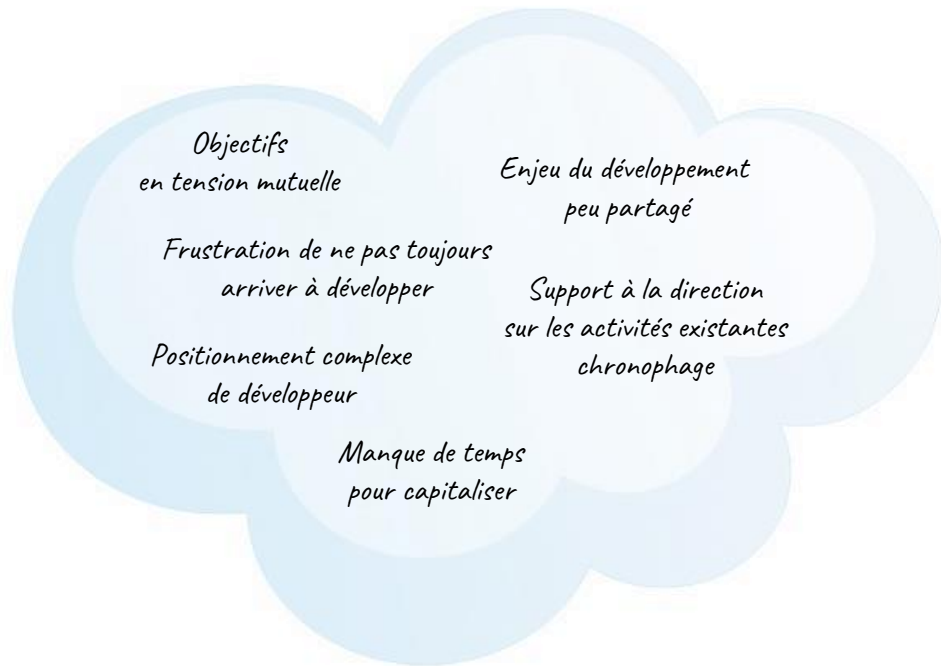 Objectifs
en tension mutuelle
Frustration de ne pas toujours
arriver à développer
Positionnement complexe
de développeur
Manque de temps
pour capitaliser
Enjeu du développement
peu partagé
Support à la direction
sur les activités existantes
chronophage